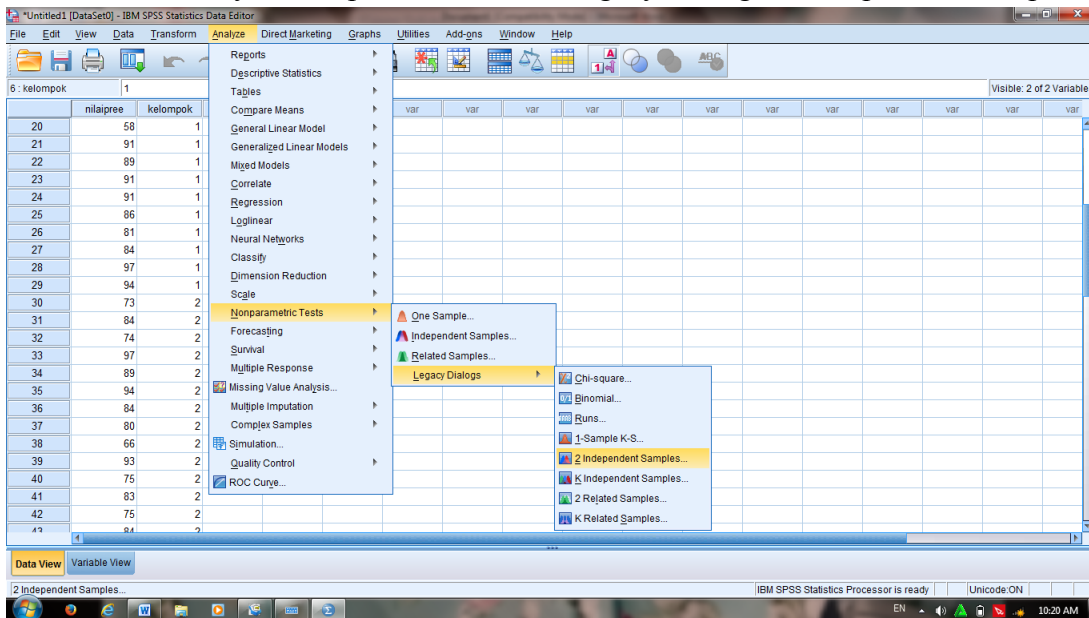 *Untitled1 [DataSet0] - IBM SPSS Statistics Data Editor
File Edit View Data Transform Analyze Direct Marketing Graphs Utilities Add-ons Window Help
6 : kelompok 1 Visible: 2 of 2 Variable
nilaipree kelompok var var var var var var var var var var
20 58 1
21 91 1
22 89 1
23 91 1
24 91 1
25 86 1
26 81 1
27 84 1
28 97 1
29 94 1
30 73 2
31 84 2
32 74 2
33 97 2
34 89 2
35 94 2
36 84 2
37 80 2
38 66 2
39 93 2
40 75 2
41 83 2
42 75 2
43 84 2
Reports
Descriptive Statistics
Tables
Compare Means
General Linear Model
Generalized Linear Models
Mixed Models
Correlate
Regression
Loglinear
Neural Networks
Classify
Dimension Reduction
Scale
Nonparametric Tests
Forecasting
Survival
Multiple Response
Missing Value Analysis...
Multiple Imputation
Complex Samples
Simulation...
Quality Control
ROC Curve...
One Sample...
Independent Samples...
Related Samples...
Legacy Dialogs
Chi-square...
Binomial...
Runs...
1-Sample K-S...
2 Independent Samples...
K Independent Samples...
2 Related Samples...
K Related Samples...
Data View Variable View
2 Independent Samples... IBM SPSS Statistics Processor is ready Unicode:ON
EN 10:20 AM